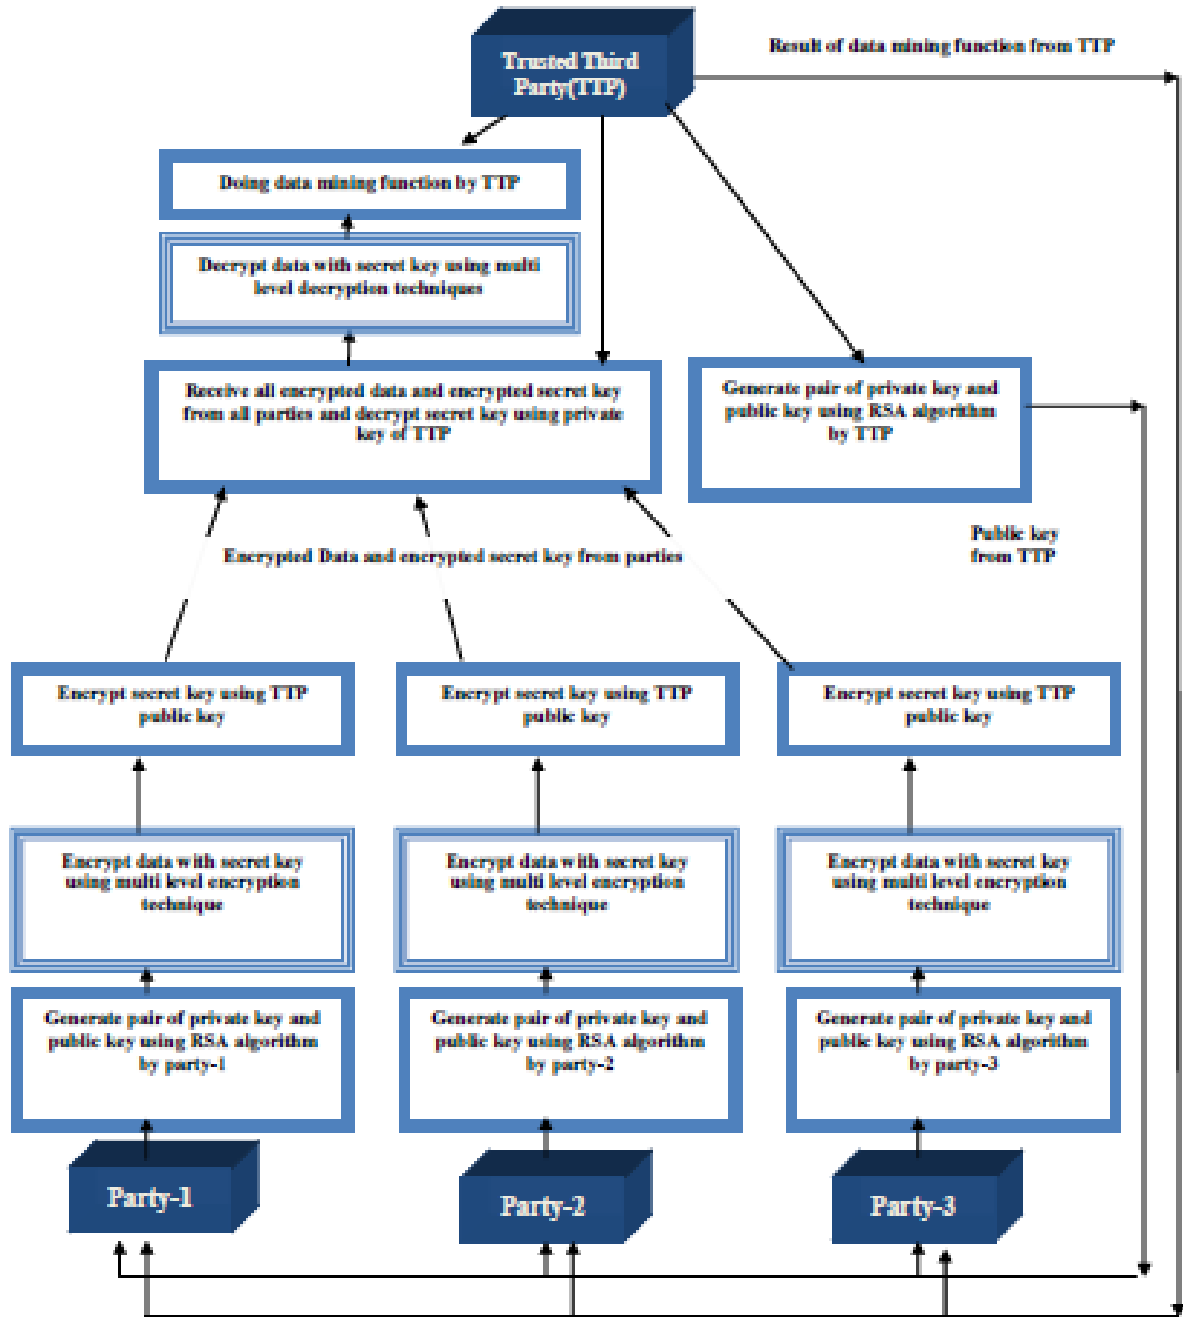 Result of data mining function from TTP
Trusted Third
Party(TTP)
Doing data mining function by TTP
Decrypt data with secret key using multi
level decryption techniques
Receive all encrypted data and encrypted secret key
from all parties and decrypt secret key using private
key of TTP
Generate pair of private key and
public key using RSA algorithm
by TTP
Public key
from TTP
Encrypted Data and encrypted secret key from parties
Encrypt secret key using TTP
public key
Encrypt secret key using TTP
public key
Encrypt secret key using TTP
public key
Encrypt data with secret key
using multi level encryption
technique
Encrypt data with secret key
using multi level encryption
technique
Encrypt data with secret key
using multi level encryption
technique
Generate pair of private key and
public key using RSA algorithm
by party-1
Generate pair of private key and
public key using RSA algorithm
by party-2
Generate pair of private key and
public key using RSA algorithm
by party-3
Party-1
Party-2
Party-3